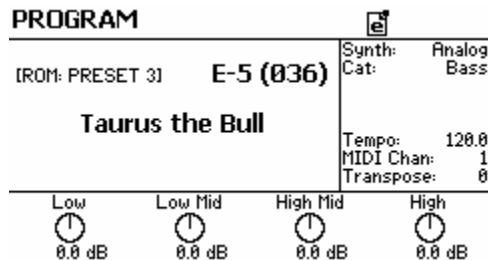 PROGRAM
e
[ROM: PRESET 3] E-5 (036)
Taurus the Bull
Synth: Analog
Cat: Bass
Tempo: 120.0
MIDI Chan: 1
Transpose: 0
Low Low Mid High Mid High
0.0 dB 0.0 dB 0.0 dB 0.0 dB